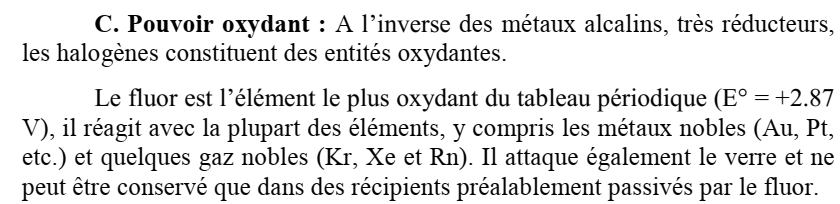 C. Pouvoir oxydant : A l’inverse des métaux alcalins, très réducteurs,
les halogènes constituent des entités oxydantes.
Le fluor est l’élément le plus oxydant du tableau périodique (E° = +2.87
V), il réagit avec la plupart des éléments, y compris les métaux nobles (Au, Pt,
etc.) et quelques gaz nobles (Kr, Xe et Rn). Il attaque également le verre et ne
peut être conservé que dans des récipients préalablement passivés par le fluor.